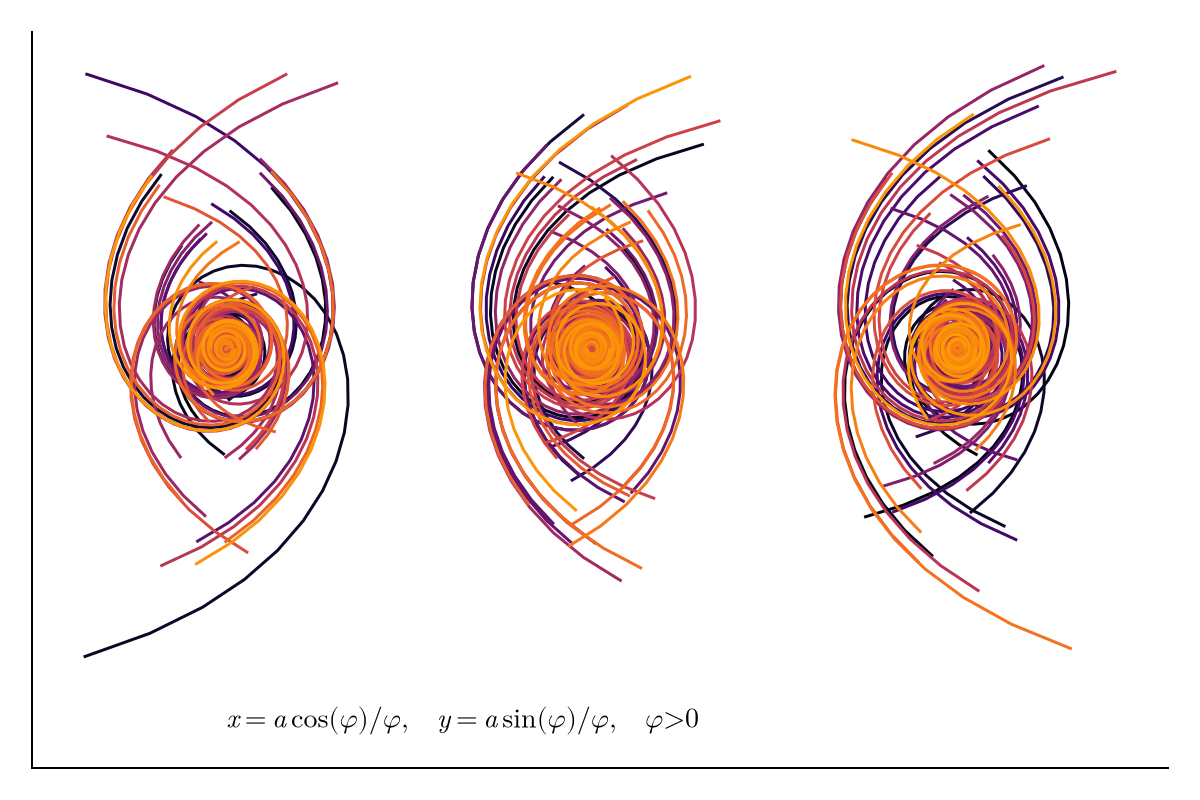 x = a cos(φ)/φ, y = a sin(φ)/φ, φ>0